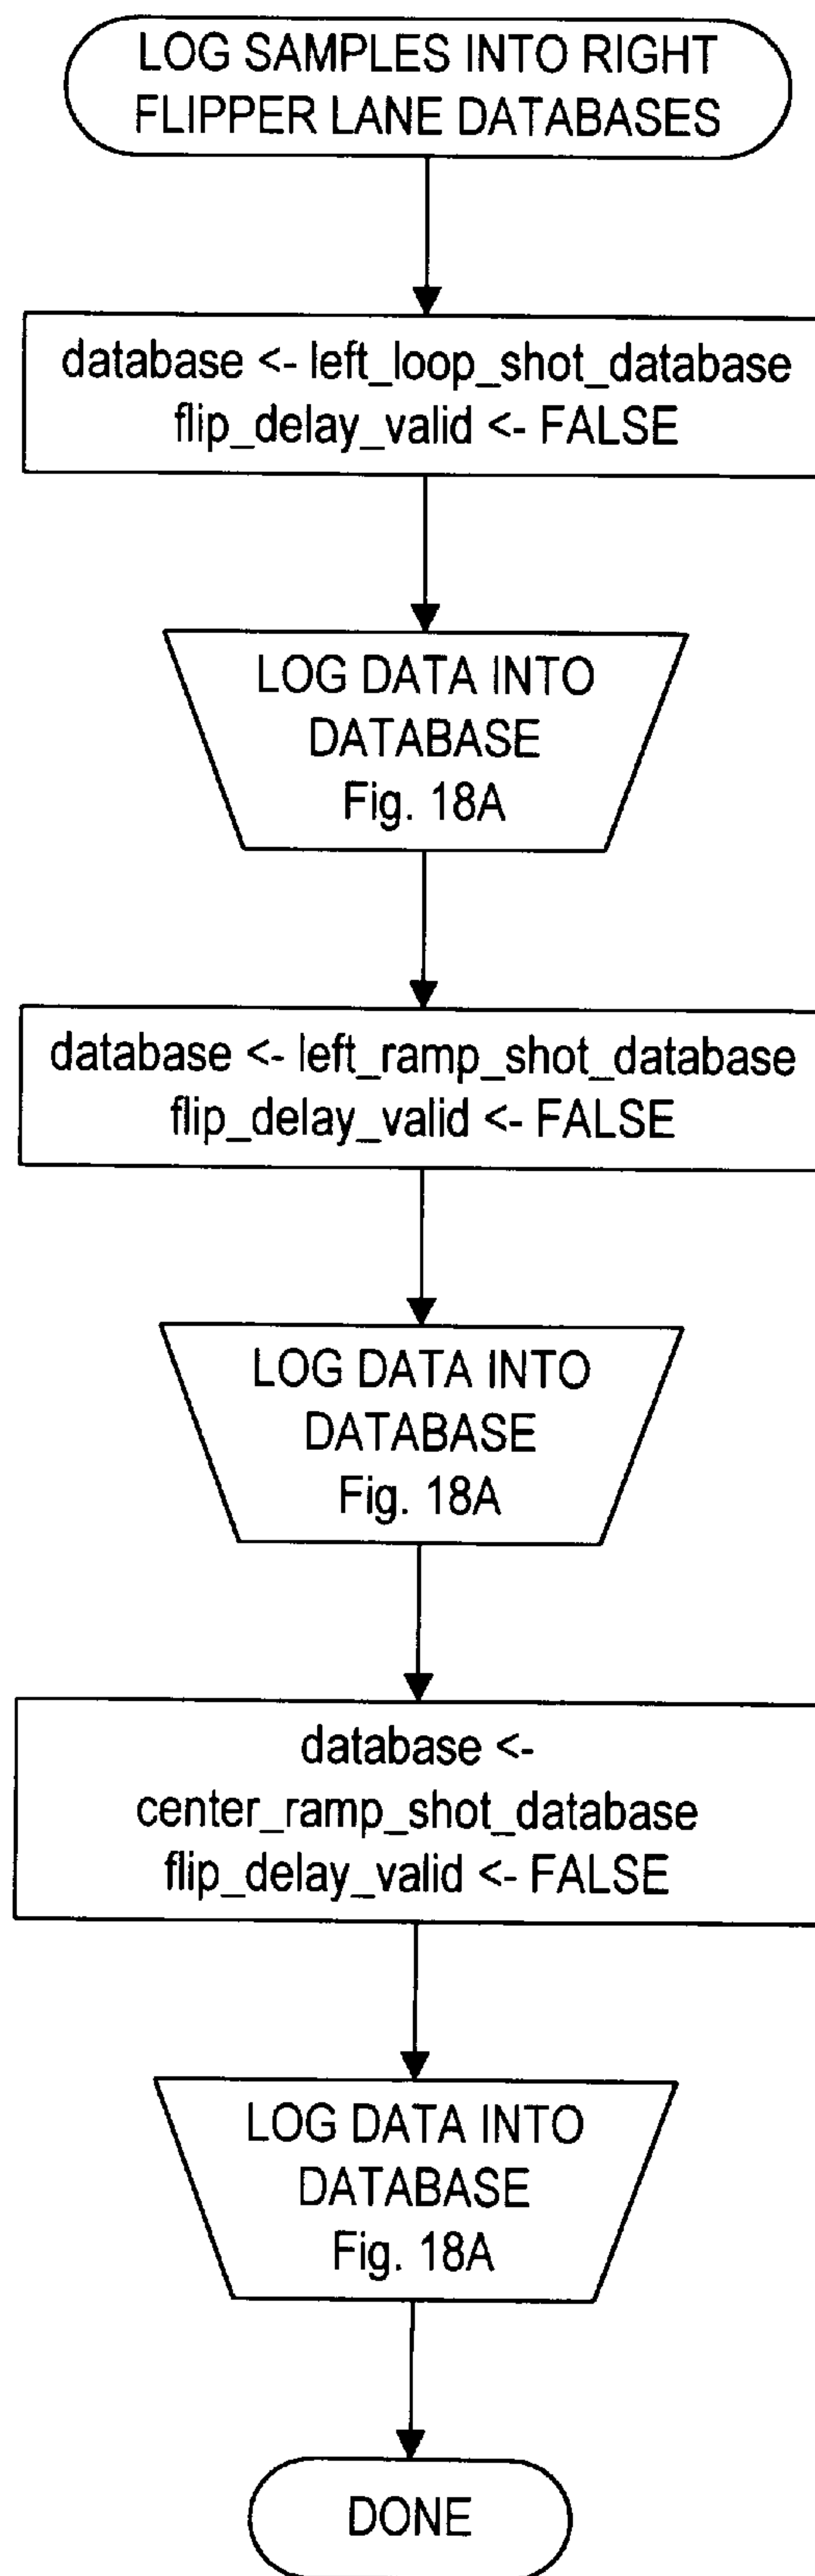 LOG SAMPLES INTO RIGHT
FLIPPER LANE DATABASES
database <- left_loop_shot_database
flip_delay_valid <- FALSE
LOG DATA INTO
DATABASE
Fig. 18A
database <- left_ramp_shot_database
flip_delay_valid <- FALSE
LOG DATA INTO
DATABASE
Fig. 18A
database <-
center_ramp_shot_database
flip_delay_valid <- FALSE
LOG DATA INTO
DATABASE
Fig. 18A
DONE